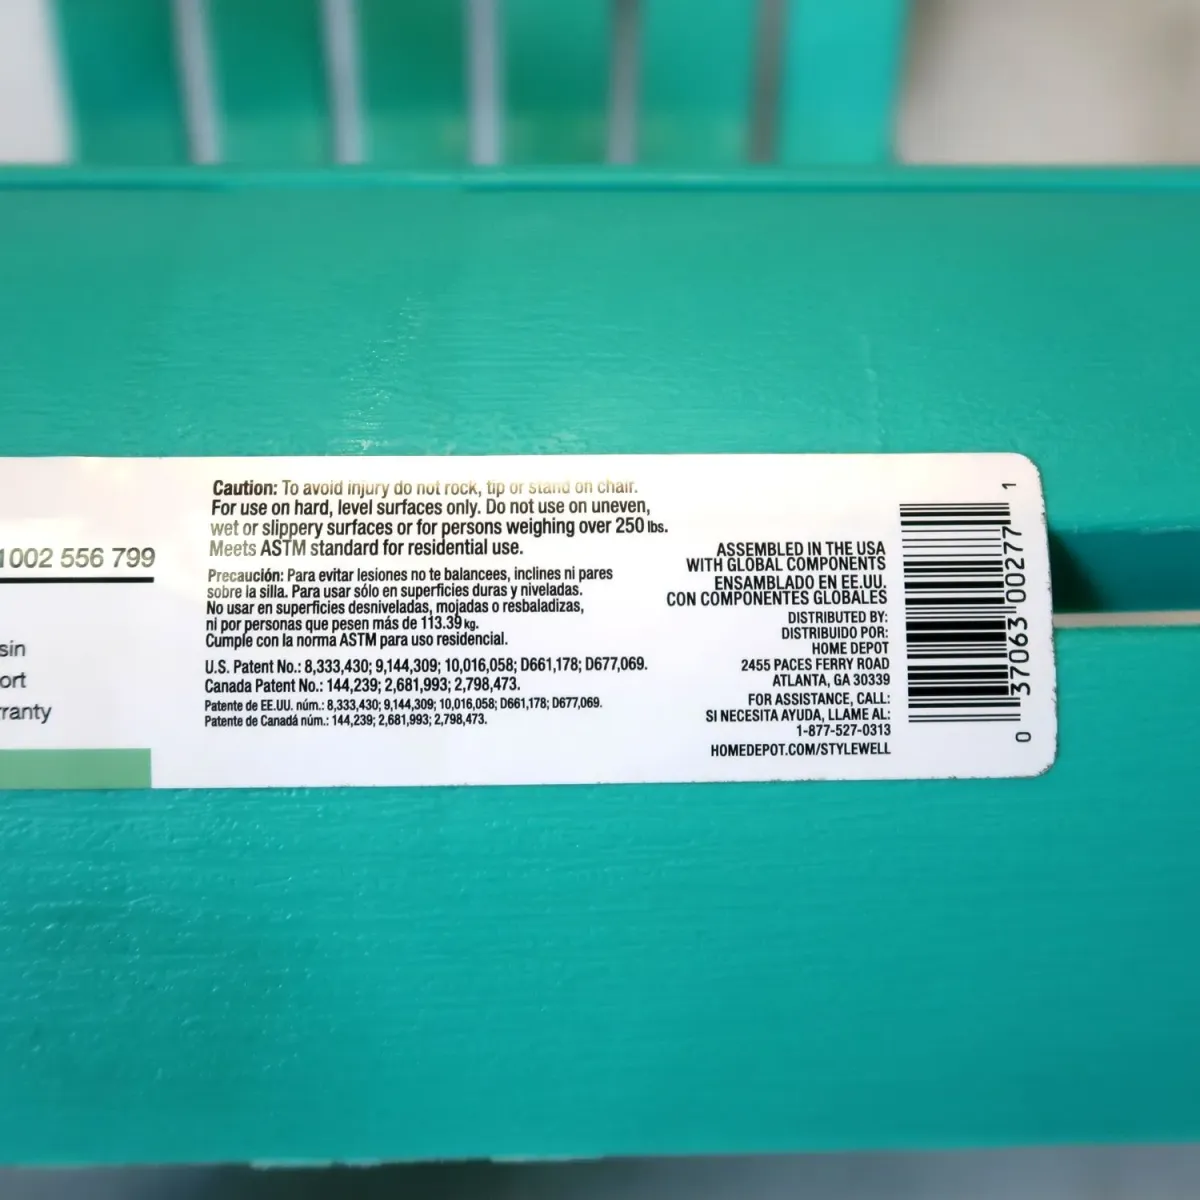 1002 556 799
sin
ort
ranty
Caution: To avoid injury do not rock, tip or stand on chair.
For use on hard, level surfaces only. Do not use on uneven,
wet or slippery surfaces or for persons weighing over 250 lbs.
Meets ASTM standard for residential use.
Precaución: Para evitar lesiones no te balancees, inclines ni pares
sobre la silla. Para usar sólo en superficies duras y niveladas.
No usar en superficies desniveladas, mojadas o resbaladizas,
ni por personas que pesen más de 113.39 kg.
Cumple con la norma ASTM para uso residencial.
U.S. Patent No.: 8,333,430; 9,144,309; 10,016,058; D661,178; D677,069.
Canada Patent No.: 144,239; 2,681,993; 2,798,473.
Patente de EE.UU. núm.: 8,333,430; 9,144,309; 10,016,058; D661,178; D677,069.
Patente de Canadá núm.: 144,239; 2,681,993; 2,798,473.
ASSEMBLED IN THE USA
WITH GLOBAL COMPONENTS
ENSAMBLADO EN EE.UU.
CON COMPONENTES GLOBALES
DISTRIBUTED BY:
DISTRIBUIDO POR:
HOME DEPOT
2455 PACES FERRY ROAD
ATLANTA, GA 30339
FOR ASSISTANCE, CALL:
SI NECESITA AYUDA, LLAME AL:
1-877-527-0313
HOMEDEPOT.COM/STYLEWELL
0 37063 00277 1